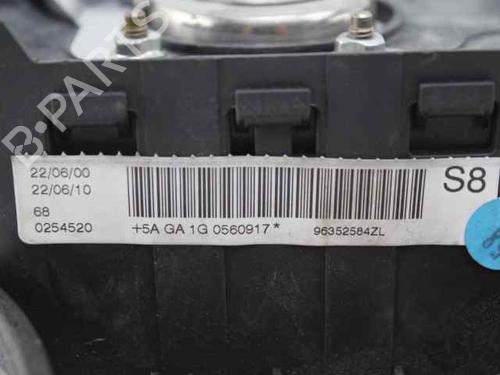 B-PARTS
22/06/00
22/06/10
S8
68
0254520
+5A GA 1G 0560917*
96352584ZL